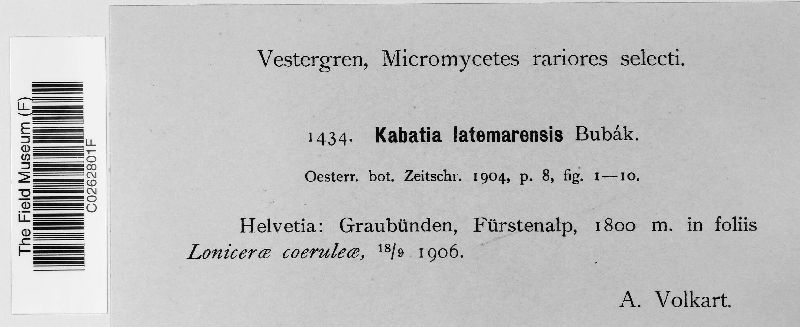 Vestergren, Micromycetes rariores selecti.
1434. Kabatia latemarensis Bubák.
Oesterr. bot. Zeitschr. 1904, p. 8, fig. 1—10.
Helvetia: Graubünden, Fürstenalp, 1800 m. in foliis
Loniceræ coeruleæ, 18/9 1906.
A. Volkart.
The Field Museum (F)
C0262801F